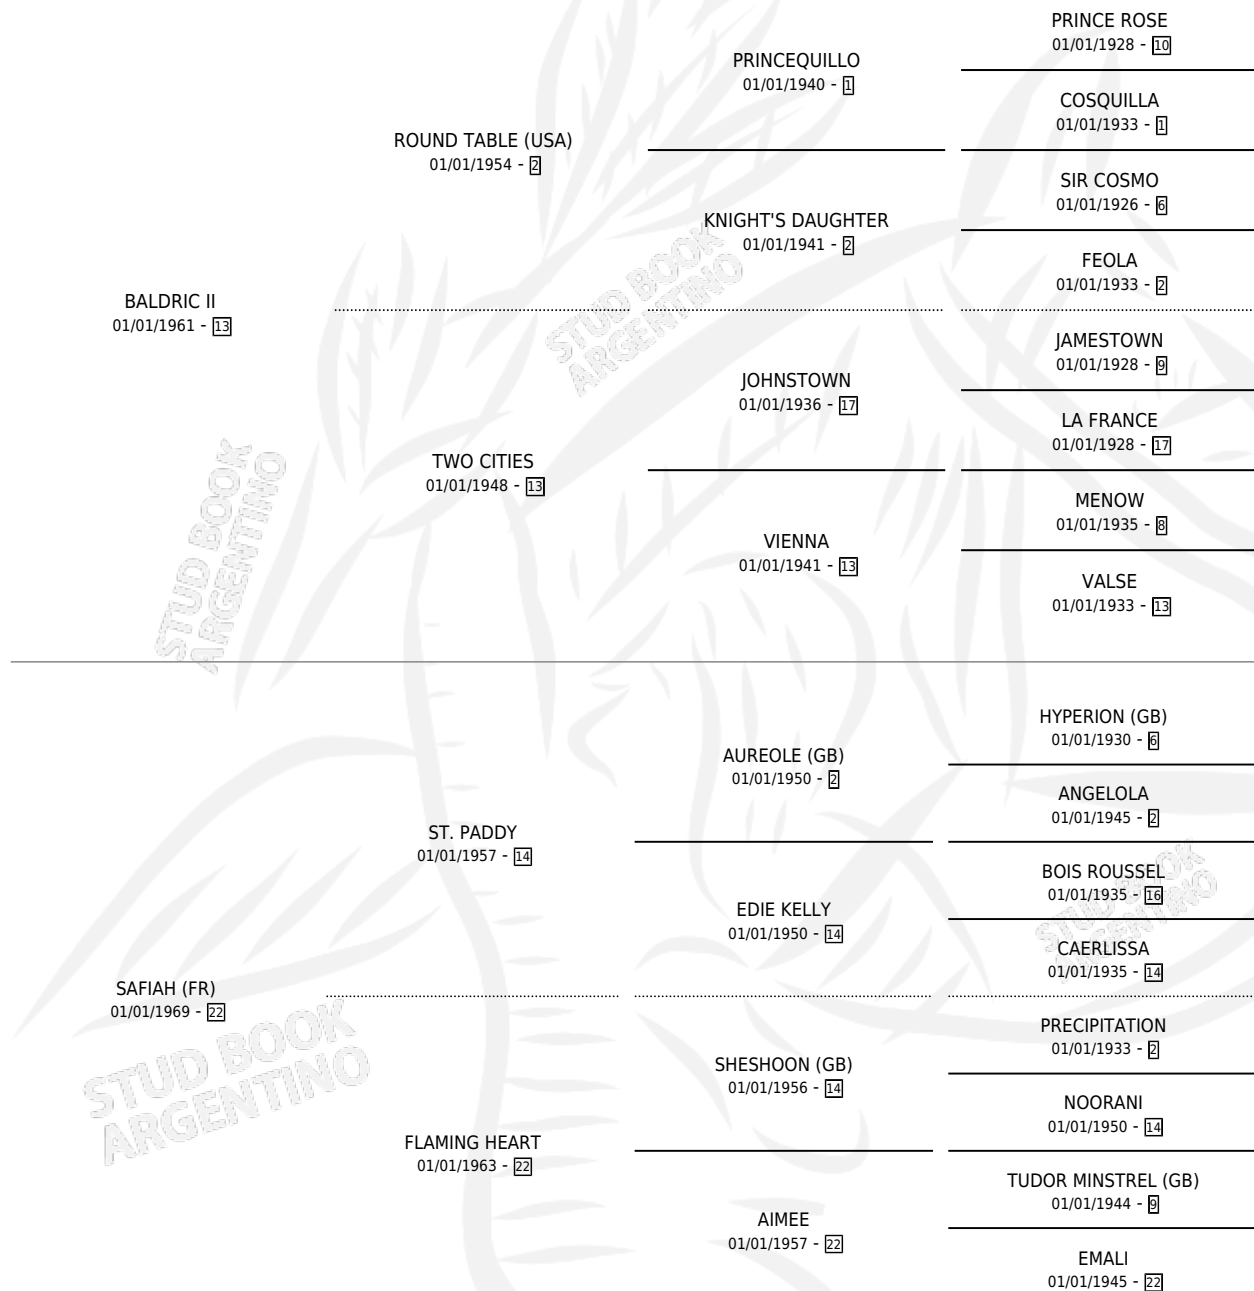 PRINCE ROSE
01/01/1928 - 10
PRINCEQUILLO
01/01/1940 - 1
COSQUILLA
01/01/1933 - 1
ROUND TABLE (USA)
01/01/1954 - 2
SIR COSMO
01/01/1926 - 6
KNIGHT'S DAUGHTER
01/01/1941 - 2
FEOLA
01/01/1933 - 2
BALDRIC II
01/01/1961 - 13
JAMESTOWN
01/01/1928 - 9
JOHNSTOWN
01/01/1936 - 17
LA FRANCE
01/01/1928 - 17
TWO CITIES
01/01/1948 - 13
MENOW
01/01/1935 - 8
VIENNA
01/01/1941 - 13
VALSE
01/01/1933 - 13
HYPERION (GB)
01/01/1930 - 6
AUREOLE (GB)
01/01/1950 - 2
ANGELOLA
01/01/1945 - 2
ST. PADDY
01/01/1957 - 14
BOIS ROUSSEL
01/01/1935 - 16
EDIE KELLY
01/01/1950 - 14
CAERLISSA
01/01/1935 - 14
SAFIAH (FR)
01/01/1969 - 22
PRECIPITATION
01/01/1933 - 2
SHESHOON (GB)
01/01/1956 - 14
NOORANI
01/01/1950 - 14
FLAMING HEART
01/01/1963 - 22
TUDOR MINSTREL (GB)
01/01/1944 - 9
AIMEE
01/01/1957 - 22
EMALI
01/01/1945 - 22
STUD BOOK
ARGENTINO
STUD BOOK
ARGENTINO
STUD BOOK
ARGENTINO
STUD BOOK
ARGENTINO